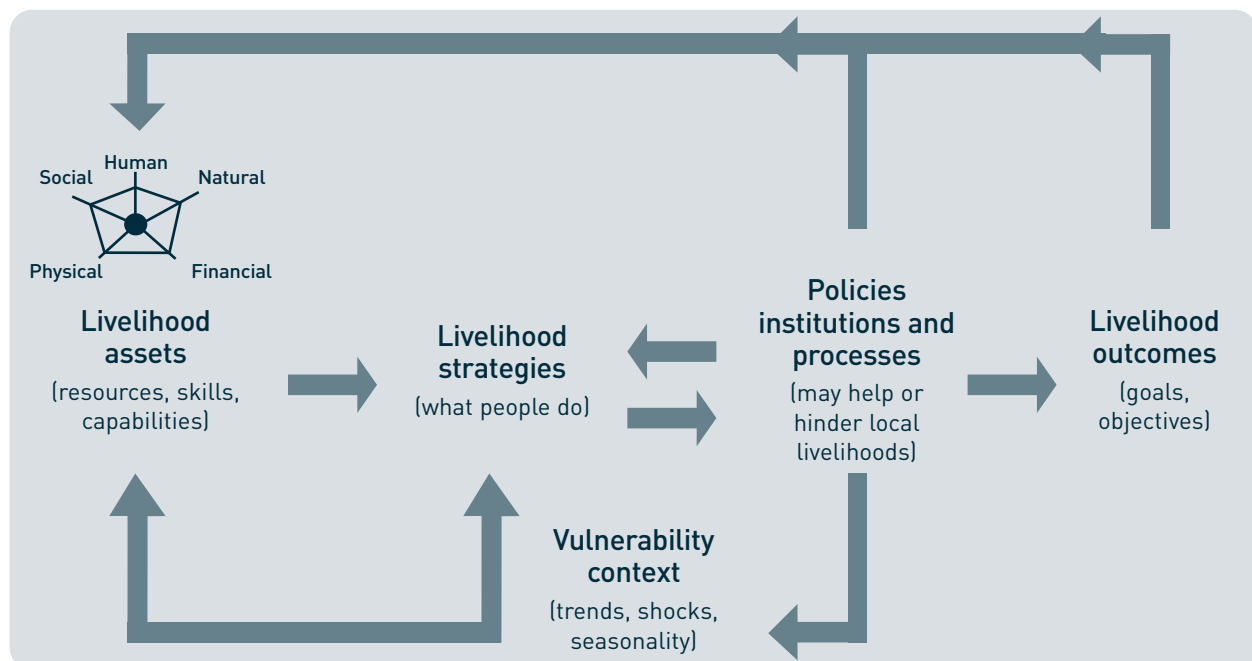 Human
Social
Natural
Physical
Financial
Livelihood
assets
(resources, skills,
capabilities)
Livelihood
strategies
(what people do)
Policies
institutions and
processes
(may help or
hinder local
livelihoods)
Livelihood
outcomes
(goals,
objectives)
Vulnerability
context
(trends, shocks,
seasonality)